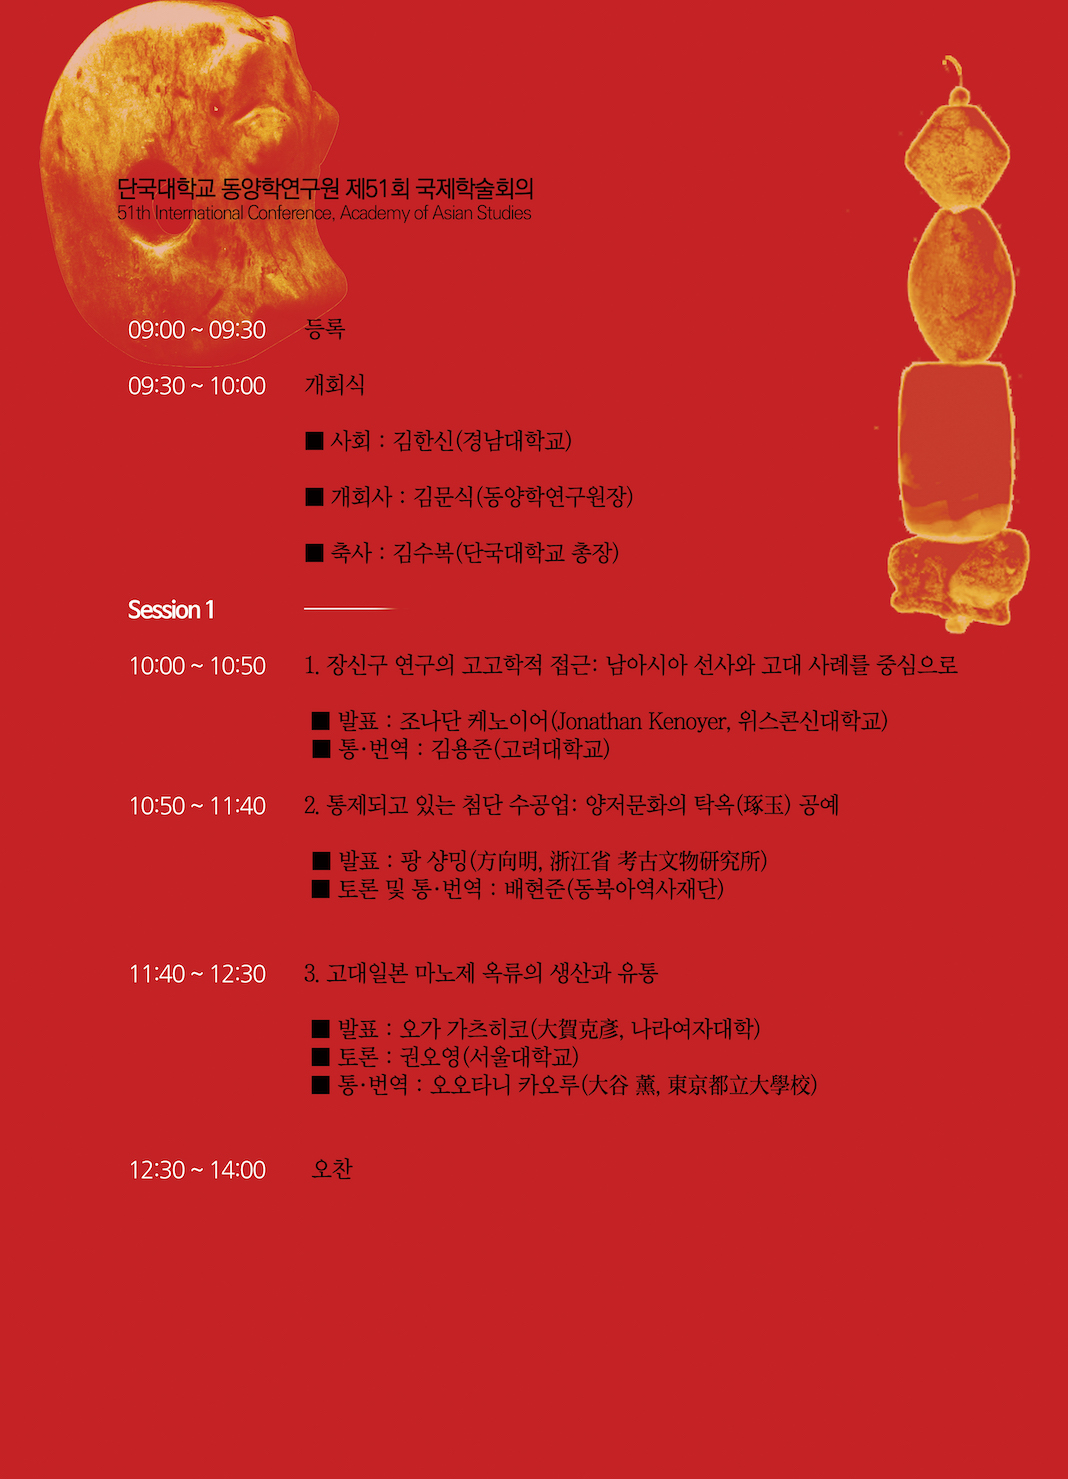 단국대학교 동양학연구원 제51회 국제학술회의
51th International Conference, Academy of Asian Studies
09:00 ~ 09:30 등록
09:30 ~ 10:00 개회식
■ 사회 : 김한신(경남대학교)
■ 개회사 : 김문식(동양학연구원장)
■ 축사 : 김수복(단국대학교 총장)
Session 1
10:00 ~ 10:50 1. 장신구 연구의 고고학적 접근: 남아시아 선사와 고대 사례를 중심으로
■ 발표 : 조나단 케노이어(Jonathan Kenoyer, 위스콘신대학교)
■ 통·번역 : 김용준(고려대학교)
10:50 ~ 11:40 2. 통제되고 있는 첨단 수공업: 양저문화의 탁옥(琢玉) 공예
■ 발표 : 팡 샹밍(方向明, 浙江省 考古文物研究所)
■ 토론 및 통·번역 : 배현준(동북아역사재단)
11:40 ~ 12:30 3. 고대일본 마노제 옥류의 생산과 유통
■ 발표 : 오가 가츠히코(大賀克彦, 나라여자대학)
■ 토론 : 권오영(서울대학교)
■ 통·번역 : 오오타니 카오루(大谷 薫, 東京都立大學校)
12:30 ~ 14:00 오찬